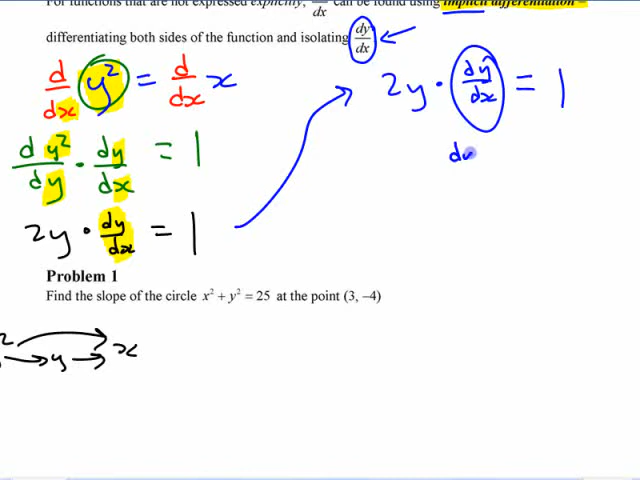 For functions that are not expressed explicitly, dx can be found using implicit differentiation –
differentiating both sides of the function and isolating dy/dx
d/dx y² = d/dx x
dy²/dy · dy/dx = 1
2y · dy/dx = 1
2y · dy/dx = 1
dy
Problem 1
Find the slope of the circle x² + y² = 25 at the point (3, –4)
2
→ y → x